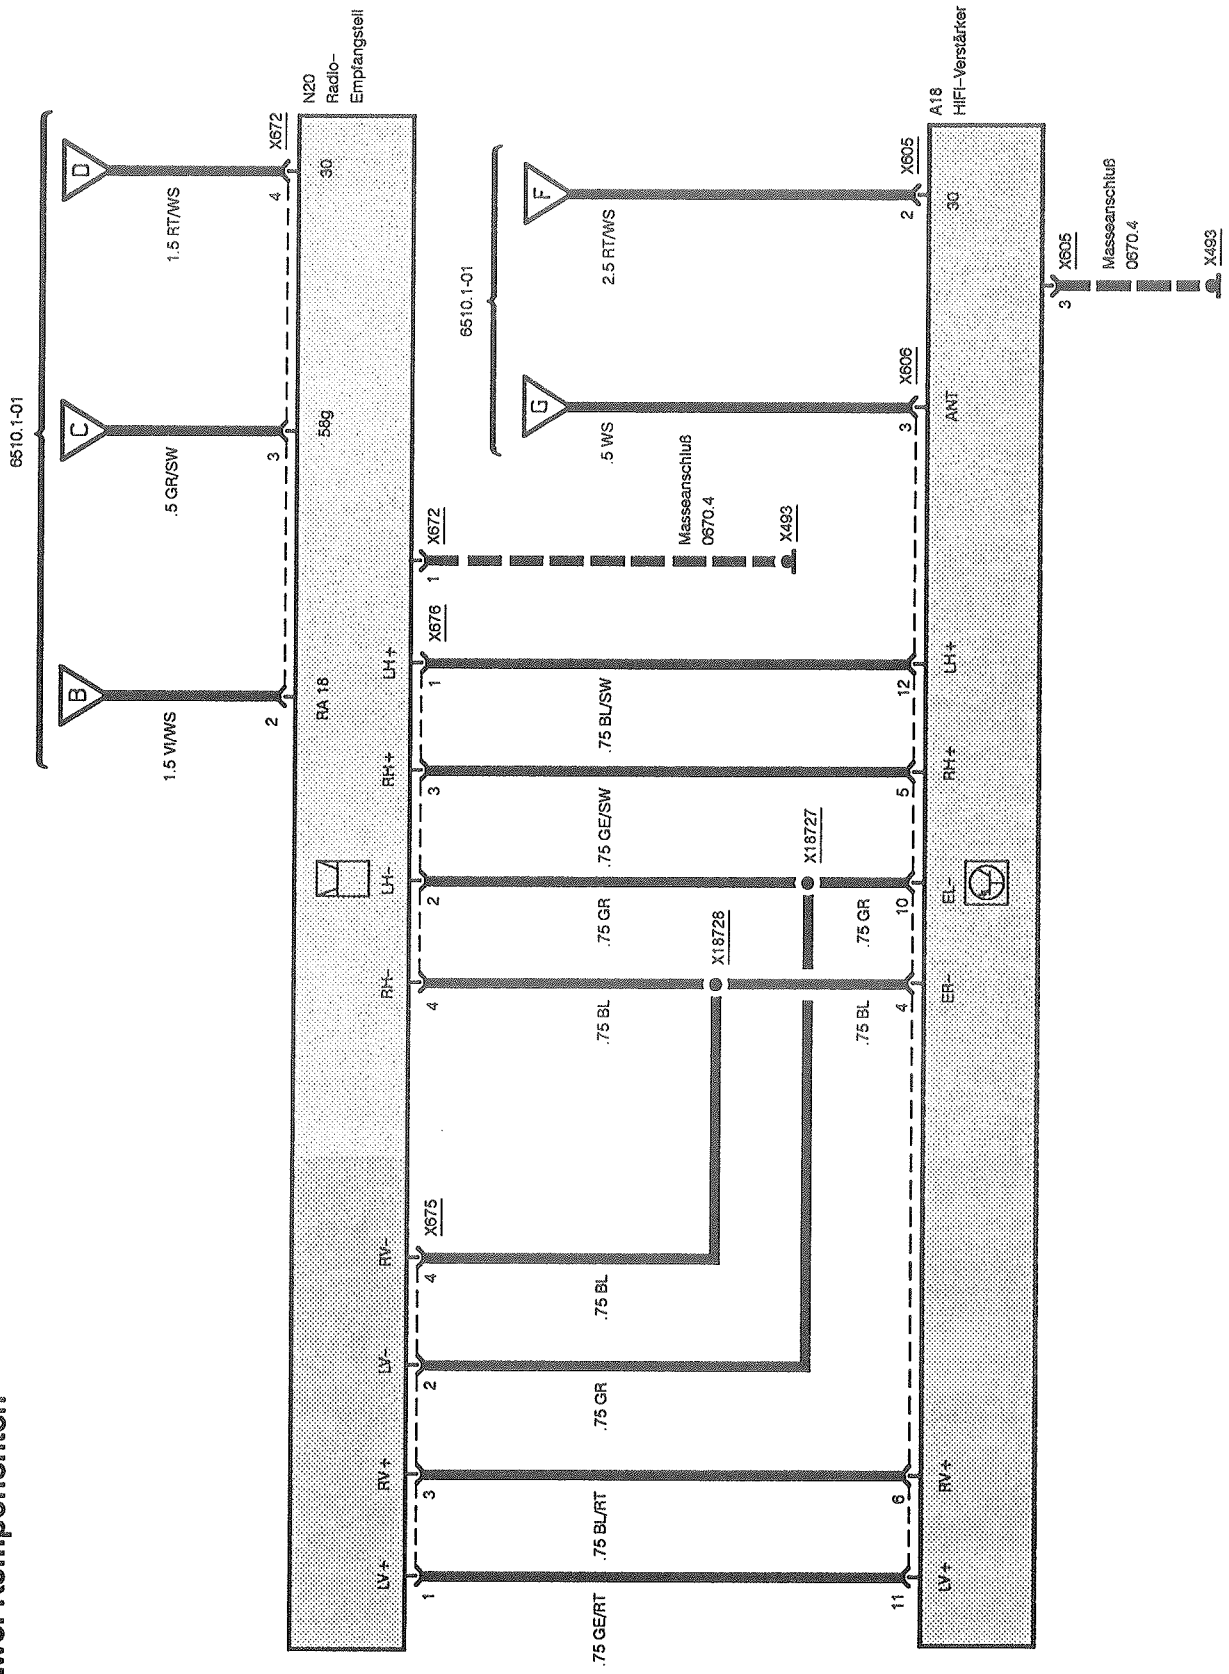 6510.1-01
B
C
D
1.5 VI/WS
.5 GR/SW
1.5 RT/WS
2
3
4
X672
N20
Radio-
Empfangsteil
RA 18
58g
30
LV+
RV+
LV-
RV-
RH-
LH-
RH+
LH+
1
3
2
4
X675
4
2
3
1
X676
1
X672
.75 GE/RT
.75 BL/RT
.75 GR
.75 BL
.75 BL
.75 GR
.75 GE/SW
.75 BL/SW
Masseanschluß
0670.4
X493
X18728
X18727
.75 BL
.75 GR
6510.1-01
G
F
.5 WS
2.5 RT/WS
11
6
4
10
5
12
3
X606
2
X605
LV+
RV+
ER-
EL-
RH+
LH+
ANT
30
A18
HIFI-Verstärker
3
X605
Masseanschluß
0670.4
X493